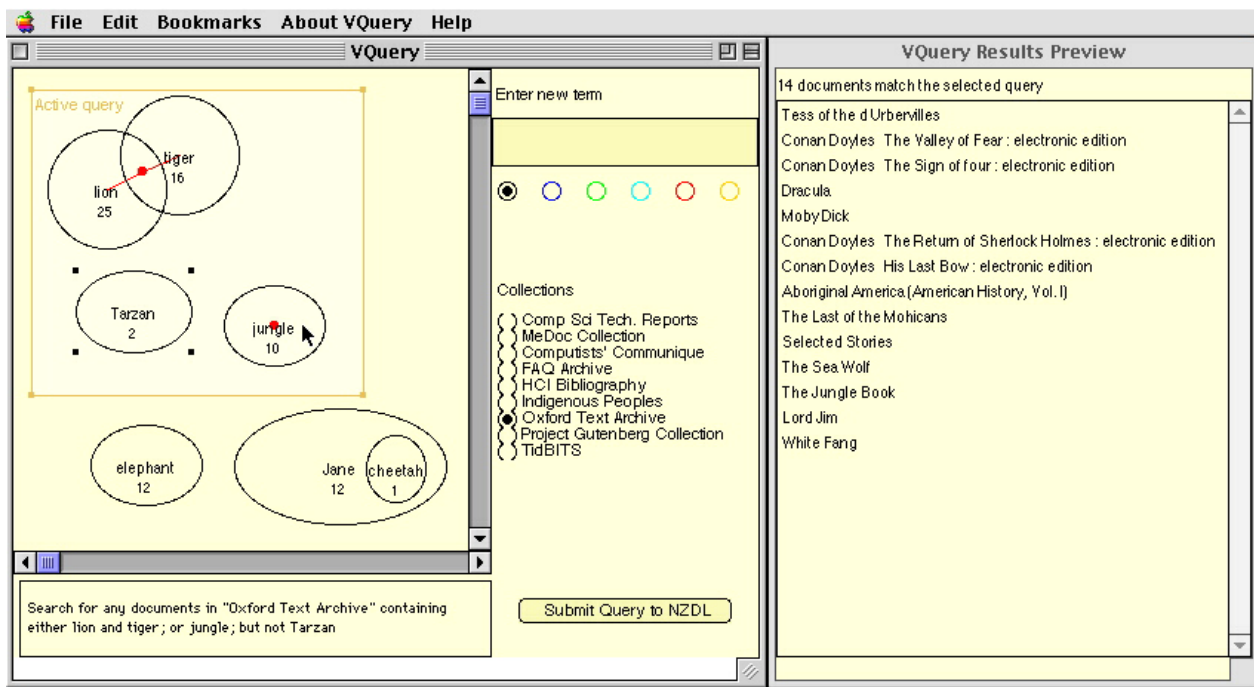 File Edit Bookmarks About VQuery Help
VQuery
Active query
tiger
16
lion
25
Tarzan
2
jungle
10
elephant
12
Jane
12
cheetah
1
Search for any documents in "Oxford Text Archive" containing
either lion and tiger; or jungle; but not Tarzan
Enter new term
Collections
Comp Sci Tech. Reports
MeDoc Collection
Computists' Communique
FAQ Archive
HCI Bibliography
Indigenous Peoples
Oxford Text Archive
Project Gutenberg Collection
TidBITS
Submit Query to NZDL
VQuery Results Preview
14 documents match the selected query
Tess of the d Urbervilles
Conan Doyles The Valley of Fear : electronic edition
Conan Doyles The Sign of four : electronic edition
Dracula
Moby Dick
Conan Doyles The Return of Sherlock Holmes : electronic edition
Conan Doyles His Last Bow : electronic edition
Aboriginal America (American History, Vol. I)
The Last of the Mohicans
Selected Stories
The Sea Wolf
The Jungle Book
Lord Jim
White Fang